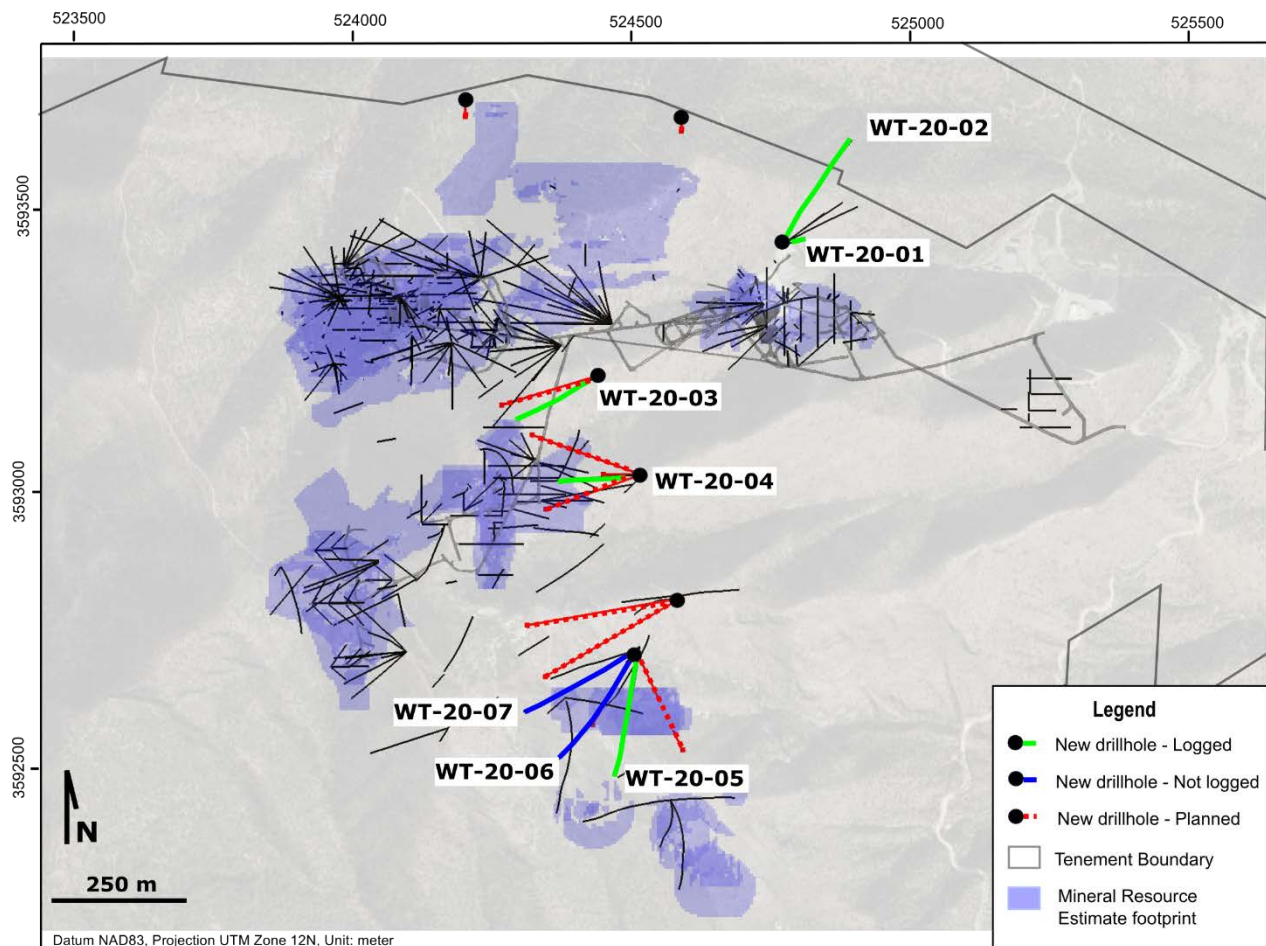 523500 524000 524500 525000 525500
3593500
3593000
3592500
WT-20-02
WT-20-01
WT-20-03
WT-20-04
WT-20-07
WT-20-06
WT-20-05
N
250 m
Legend
New drillhole - Logged
New drillhole - Not logged
New drillhole - Planned
Tenement Boundary
Mineral Resource
Estimate footprint
Datum NAD83, Projection UTM Zone 12N, Unit: meter